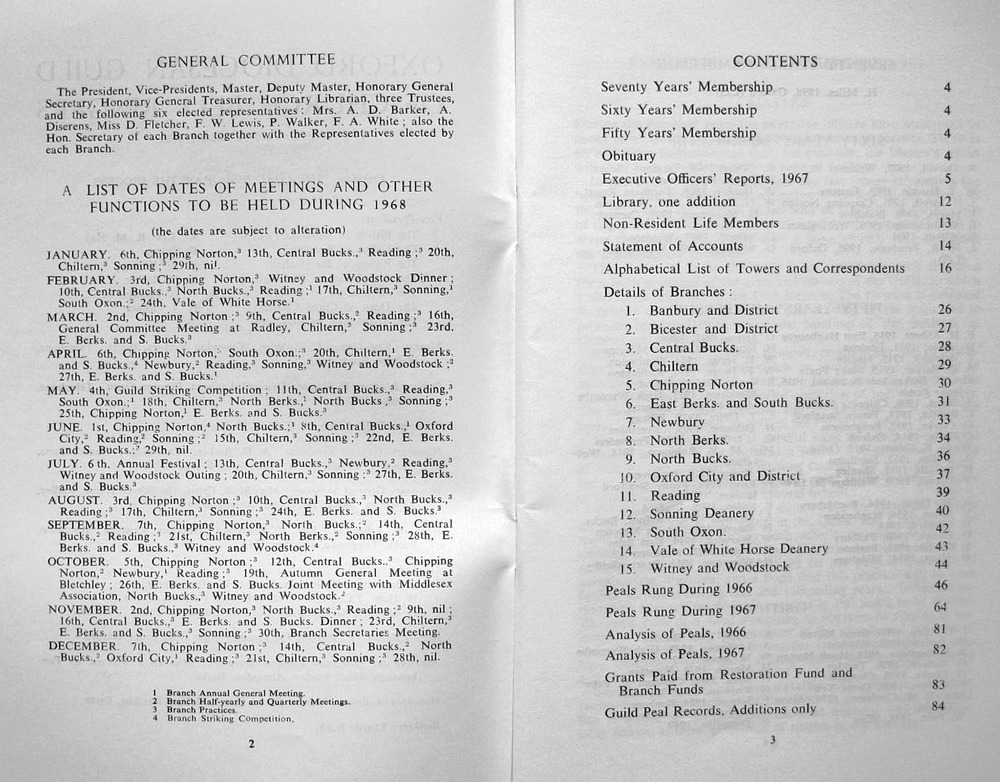 GENERAL COMMITTEE
The President, Vice-Presidents, Master, Deputy Master, Honorary General
Secretary, Honorary General Treasurer, Honorary Librarian, three Trustees,
and the following six elected representatives : Mrs. A. D. Barker, A.
Diserens, Miss D. Fletcher, F. W. Lewis, P. Walker, F. A. White ; also the
Hon. Secretary of each Branch together with the Representatives elected by
each Branch.
A LIST OF DATES OF MEETINGS AND OTHER
FUNCTIONS TO BE HELD DURING 1968
(the dates are subject to alteration)
JANUARY. 6th, Chipping Norton,³ 13th, Central Bucks.,³ Reading ;³ 20th,
Chiltern,³ Sonning ;³ 29th, nil.
FEBRUARY. 3rd, Chipping Norton,³ Witney and Woodstock Dinner ;
10th, Central Bucks.,³ North Bucks.,³ Reading ;¹ 17th, Chiltern,³ Sonning,¹
South Oxon.;² 24th, Vale of White Horse.¹
MARCH. 2nd, Chipping Norton ;³ 9th, Central Bucks.,² Reading ;³ 16th,
General Committee Meeting at Radley, Chiltern,³ Sonning ;³ 23rd,
E. Berks. and S. Bucks.³
APRIL. 6th, Chipping Norton, South Oxon.;³ 20th, Chiltern,¹ E. Berks.
and S. Bucks.,⁴ Newbury,² Reading,³ Sonning,³ Witney and Woodstock ;²
27th, E. Berks. and S. Bucks.¹
MAY. 4th, Guild Striking Competition ; 11th, Central Bucks.,³ Reading,³
South Oxon.;¹ 18th, Chiltern,³ North Berks.,¹ North Bucks ,³ Sonning ;³
25th, Chipping Norton,¹ E. Berks. and S. Bucks.³
JUNE. 1st, Chipping Norton,⁴ North Bucks.;¹ 8th, Central Bucks.,¹ Oxford
City,² Reading,² Sonning ;² 15th, Chiltern,³ Sonning ;³ 22nd, E. Berks.
and S. Bucks.;³ 29th, nil.
JULY. 6th, Annual Festival ; 13th, Central Bucks.,³ Newbury,² Reading,³
Witney and Woodstock Outing ; 20th, Chiltern,³ Sonning ;³ 27th, E. Berks.
and S. Bucks.³
AUGUST. 3rd, Chipping Norton ;³ 10th, Central Bucks.,³ North Bucks.,³
Reading ;³ 17th, Chiltern,³ Sonning ;³ 24th, E. Berks. and S. Bucks.³
SEPTEMBER. 7th, Chipping Norton,³ North Bucks.;² 14th, Central
Bucks.,² Reading ;³ 21st, Chiltern,³ North Berks.,² Sonning ;³ 28th, E.
Berks. and S. Bucks.,³ Witney and Woodstock.⁴
OCTOBER. 5th, Chipping Norton ;³ 12th, Central Bucks..³ Chipping
Norton,² Newbury,¹ Reading ;³ 19th, Autumn General Meeting at
Bletchley ; 26th, E. Berks. and S. Bucks. Joint Meeting with Middlesex
Association, North Bucks.,³ Witney and Woodstock.²
NOVEMBER. 2nd, Chipping Norton,³ North Bucks.,³ Reading ;² 9th, nil ;
16th, Central Bucks.,³ E. Berks. and S. Bucks. Dinner ; 23rd, Chiltern,³
E. Berks. and S. Bucks.,³ Sonning ;³ 30th, Branch Secretaries Meeting.
DECEMBER. 7th, Chipping Norton ;³ 14th, Central Bucks.,² North
Bucks.,² Oxford City,¹ Reading ;³ 21st, Chiltern,³ Sonning ;³ 28th, nil.
1 Branch Annual General Meeting.
2 Branch Half-yearly and Quarterly Meetings.
3 Branch Practices.
4 Branch Striking Competition.
2
CONTENTS
Seventy Years' Membership 4
Sixty Years' Membership 4
Fifty Years' Membership 4
Obituary 4
Executive Officers' Reports, 1967 5
Library, one addition 12
Non-Resident Life Members 13
Statement of Accounts 14
Alphabetical List of Towers and Correspondents 16
Details of Branches :
1. Banbury and District 26
2. Bicester and District 27
3. Central Bucks. 28
4. Chiltern 29
5. Chipping Norton 30
6. East Berks. and South Bucks. 31
7. Newbury 33
8. North Berks. 34
9. North Bucks. 36
10. Oxford City and District 37
11. Reading 39
12. Sonning Deanery 40
13. South Oxon. 42
14. Vale of White Horse Deanery 43
15. Witney and Woodstock 44
Peals Rung During 1966 46
Peals Rung During 1967 64
Analysis of Peals, 1966 81
Analysis of Peals, 1967 82
Grants Paid from Restoration Fund and
Branch Funds 83
Guild Peal Records, Additions only 84
3